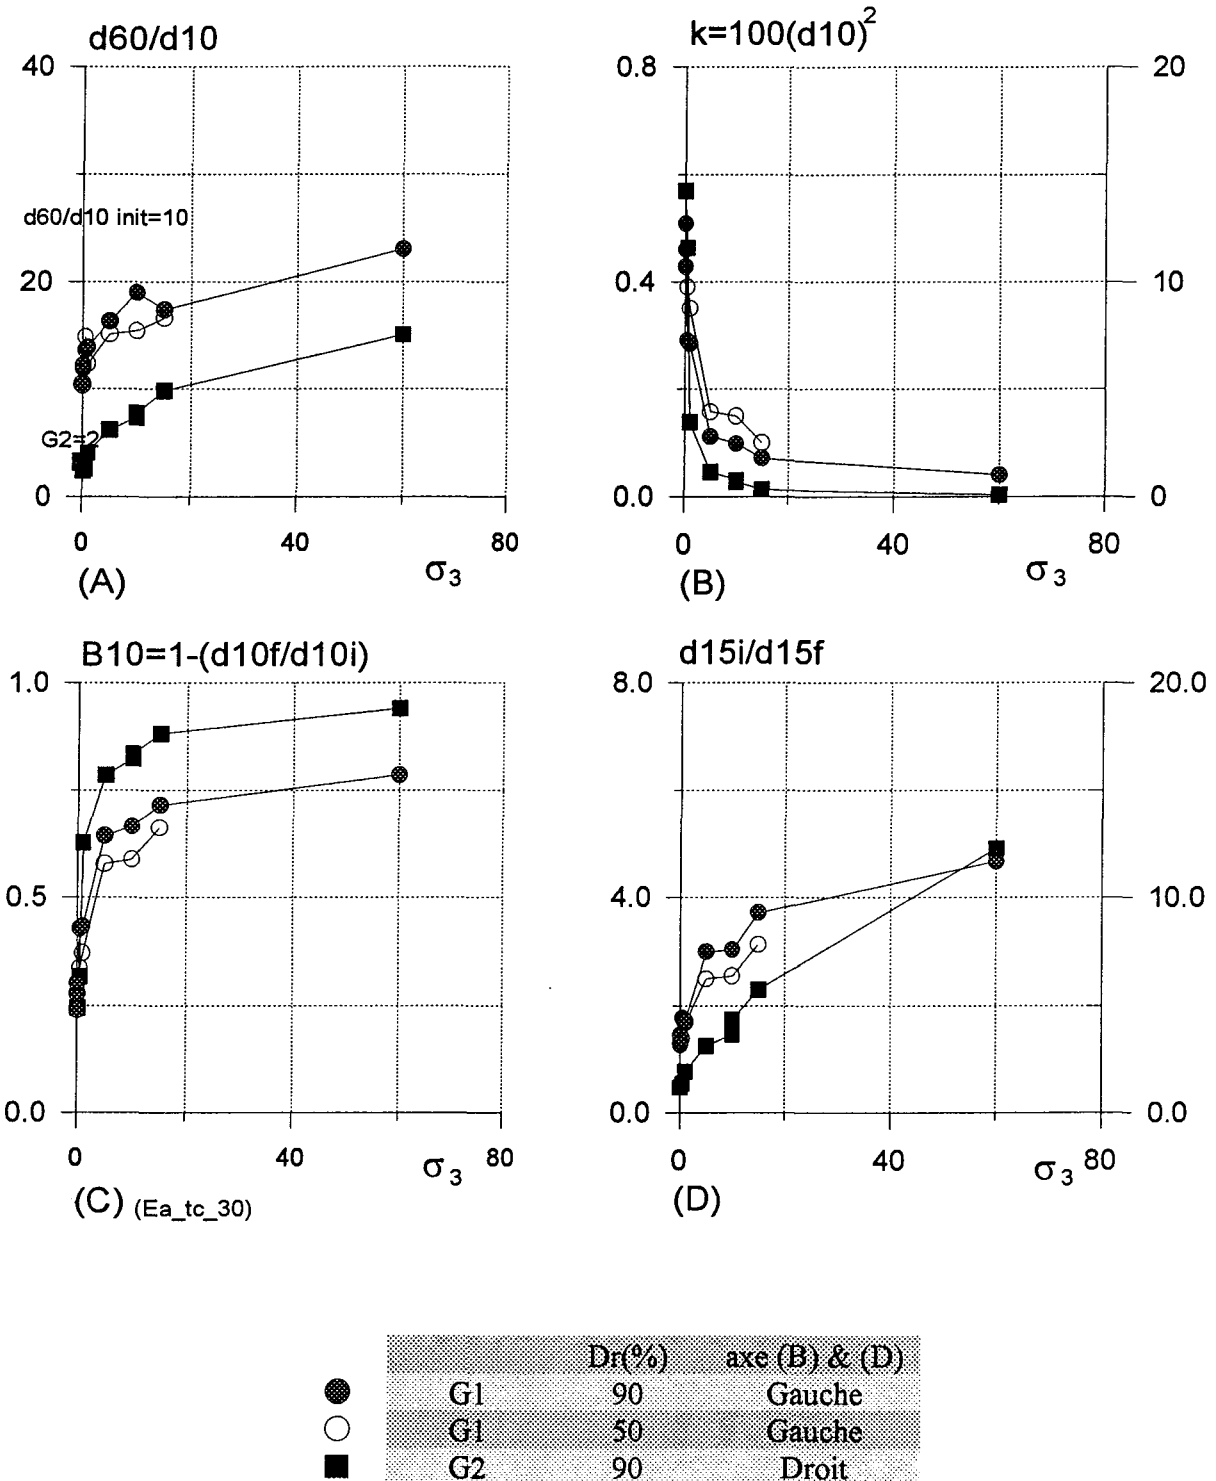 d60/d10
40
d60/d10 init=10
20
G2=2
0
0 40 80
σ3
(A)
k=100(d10)^2
0.8 20
0.4 10
0.0 0
0 40 80
σ3
(B)
B10=1-(d10f/d10i)
1.0
0.5
0.0
0 40 80
σ3
(C) (Ea_tc_30)
d15i/d15f
8.0 20.0
4.0 10.0
0.0 0.0
0 40 80
σ3
(D)
Dr(%) axe (B) & (D)
G1 90 Gauche
G1 50 Gauche
G2 90 Droit